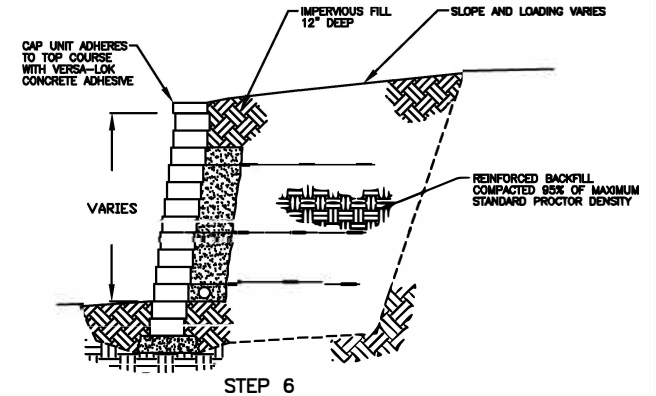 IMPERVIOUS FILL
12" DEEP
SLOPE AND LOADING VARIES
CAP UNIT ADHERES
TO TOP COURSE
WITH VERSA-LOK
CONCRETE ADHESIVE
VARIES
REINFORCED BACKFILL
COMPACTED 95% OF MAXIMUM
STANDARD PROCTOR DENSITY
STEP 6